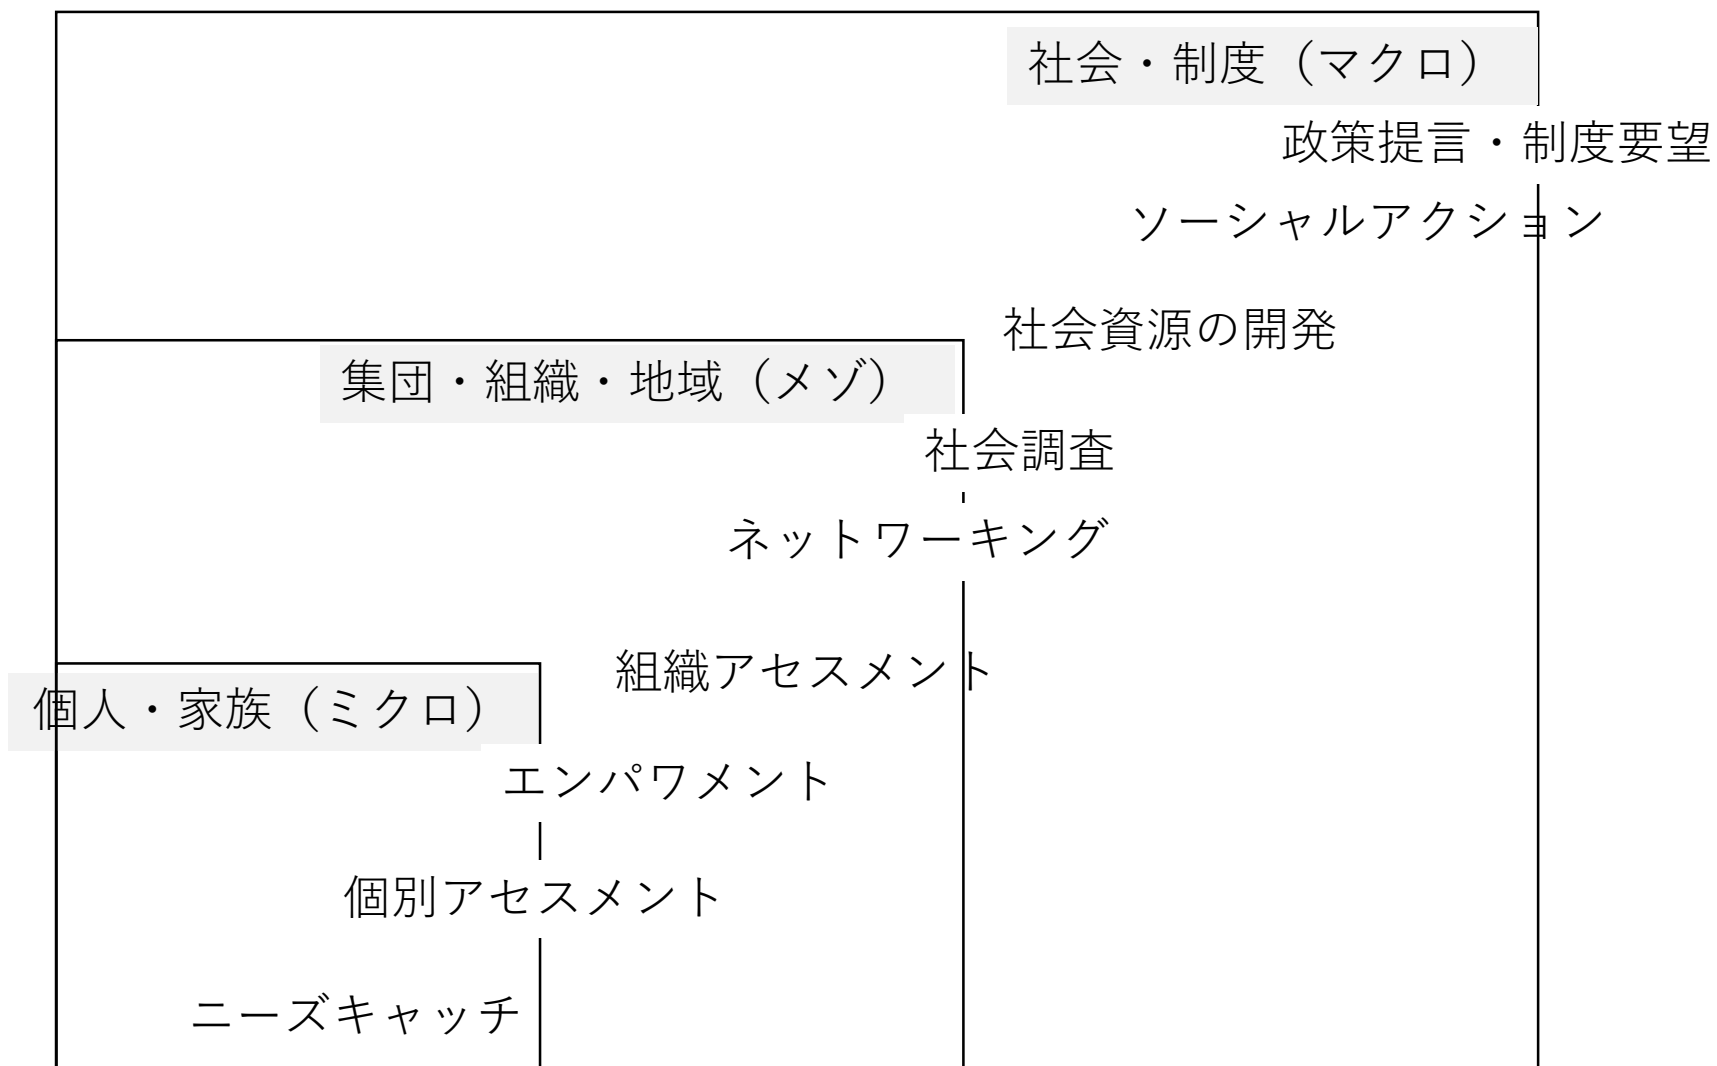 社会・制度（マクロ）
政策提言・制度要望
ソーシャルアクション
社会資源の開発
集団・組織・地域（メゾ）
社会調査
ネットワーキング
組織アセスメント
個人・家族（ミクロ）
エンパワメント
個別アセスメント
ニーズキャッチ